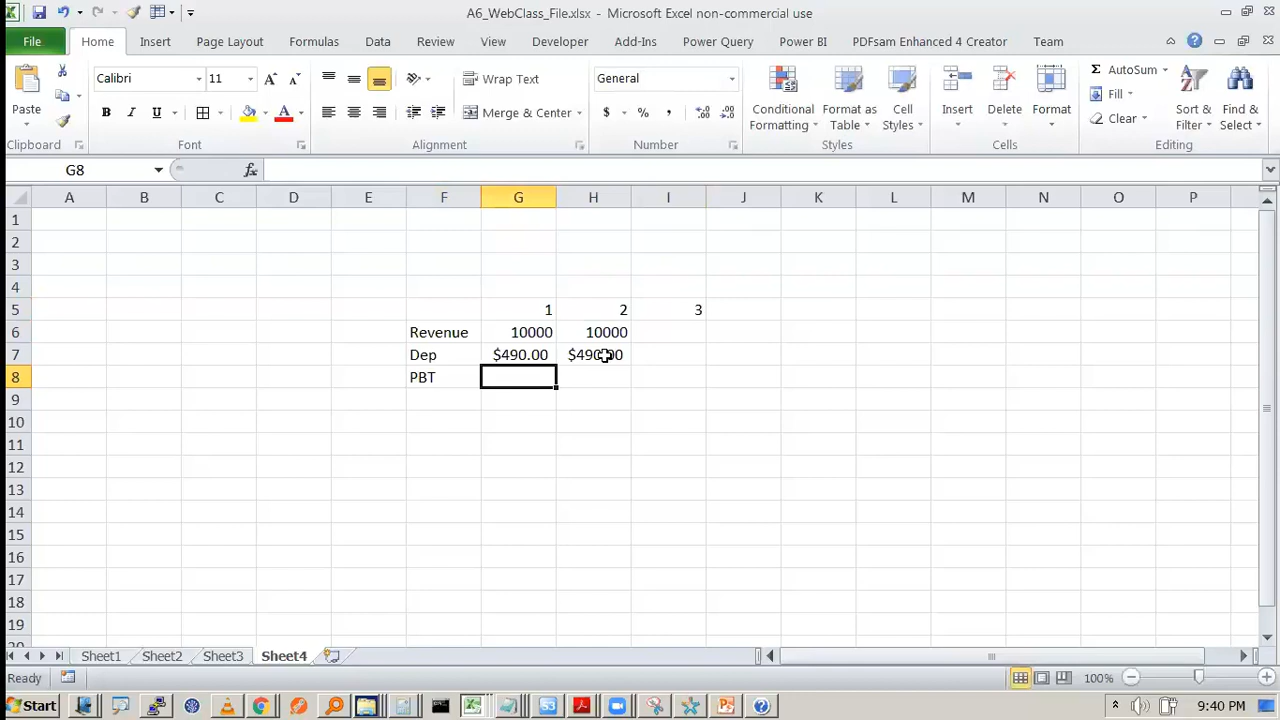 A6_WebClass_File.xlsx - Microsoft Excel
commercial use
File Home Insert Page Layout Formulas Data Review View Developer Add-Ins Power Query Power BI PDFsam Enhanced 4 Creator Team
Calibri 11 Wrap Text General Σ AutoSum
Paste B I U Merge & Center $ % , Conditional Formatting Format as Table Cell Styles Insert Delete Format Fill Clear Sort & Filter Find & Select
Clipboard Font Alignment Number Styles Cells Editing
G8 fx
A B C D E F G H I J K L M N O P
1
2
3
4
5 1 2 3
6 Revenue 10000 10000
7 Dep $490.00
8 PBT
9
10
11
12
13
14
15
16
17
18
19
Sheet1 Sheet2 Sheet3 Sheet4
Ready 100%
Start 9:40 PM